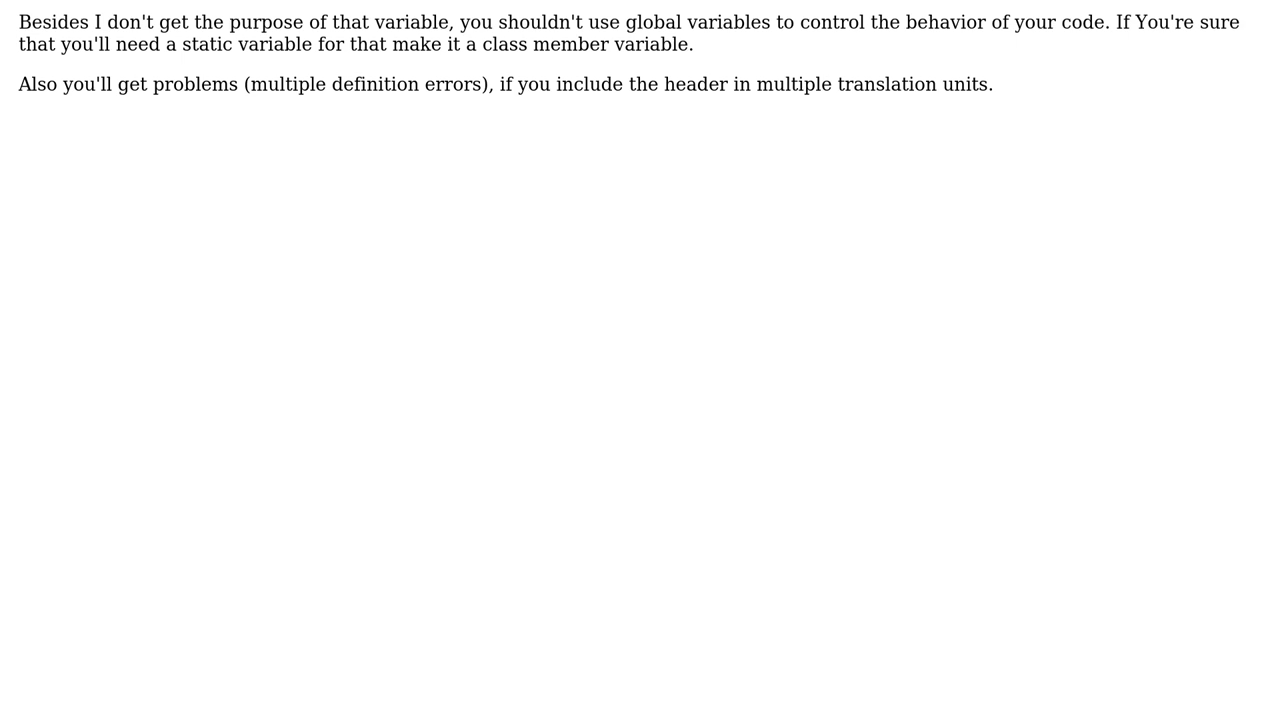 Besides I don't get the purpose of that variable, you shouldn't use global variables to control the behavior of your code. If You're sure
that you'll need a static variable for that make it a class member variable.
Also you'll get problems (multiple definition errors), if you include the header in multiple translation units.